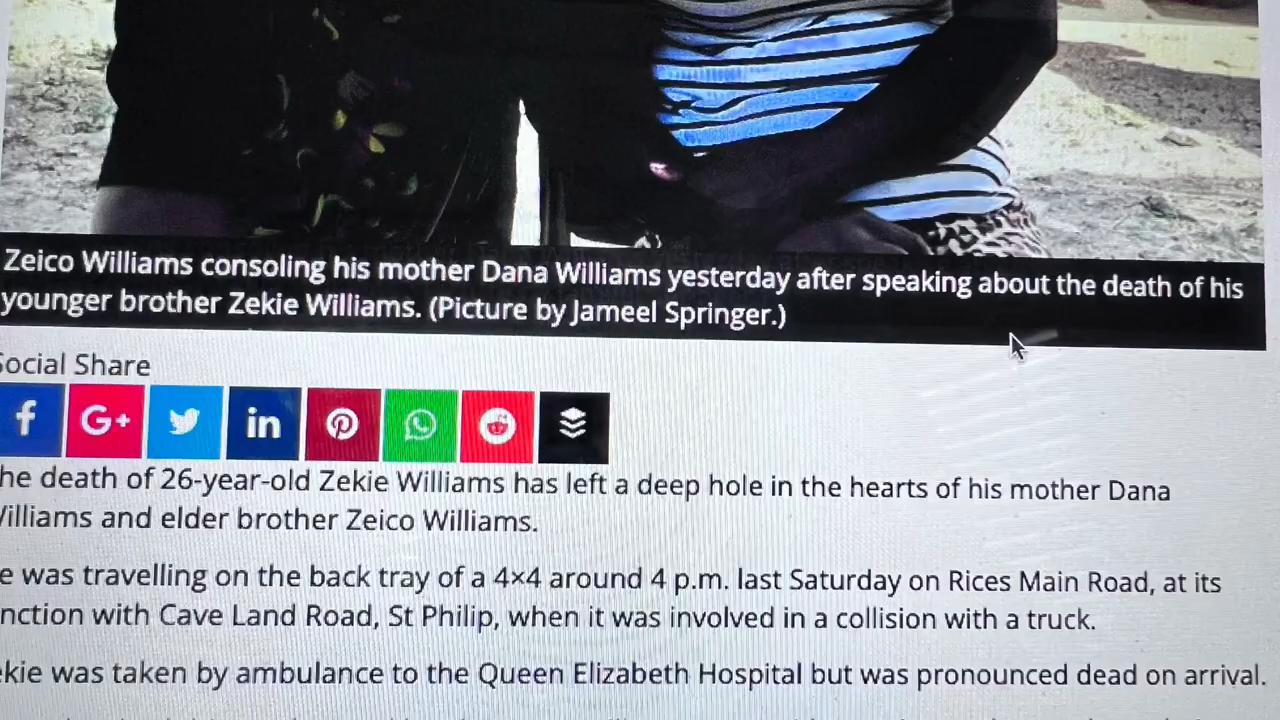 Zeico Williams consoling his mother Dana Williams yesterday after speaking about the death of his
younger brother Zekie Williams. (Picture by Jameel Springer.)
Social Share
f G+ in
he death of 26-year-old Zekie Williams has left a deep hole in the hearts of his mother Dana
Williams and elder brother Zeico Williams.
e was travelling on the back tray of a 4×4 around 4 p.m. last Saturday on Rices Main Road, at its
nction with Cave Land Road, St Philip, when it was involved in a collision with a truck.
ekie was taken by ambulance to the Queen Elizabeth Hospital but was pronounced dead on arrival.